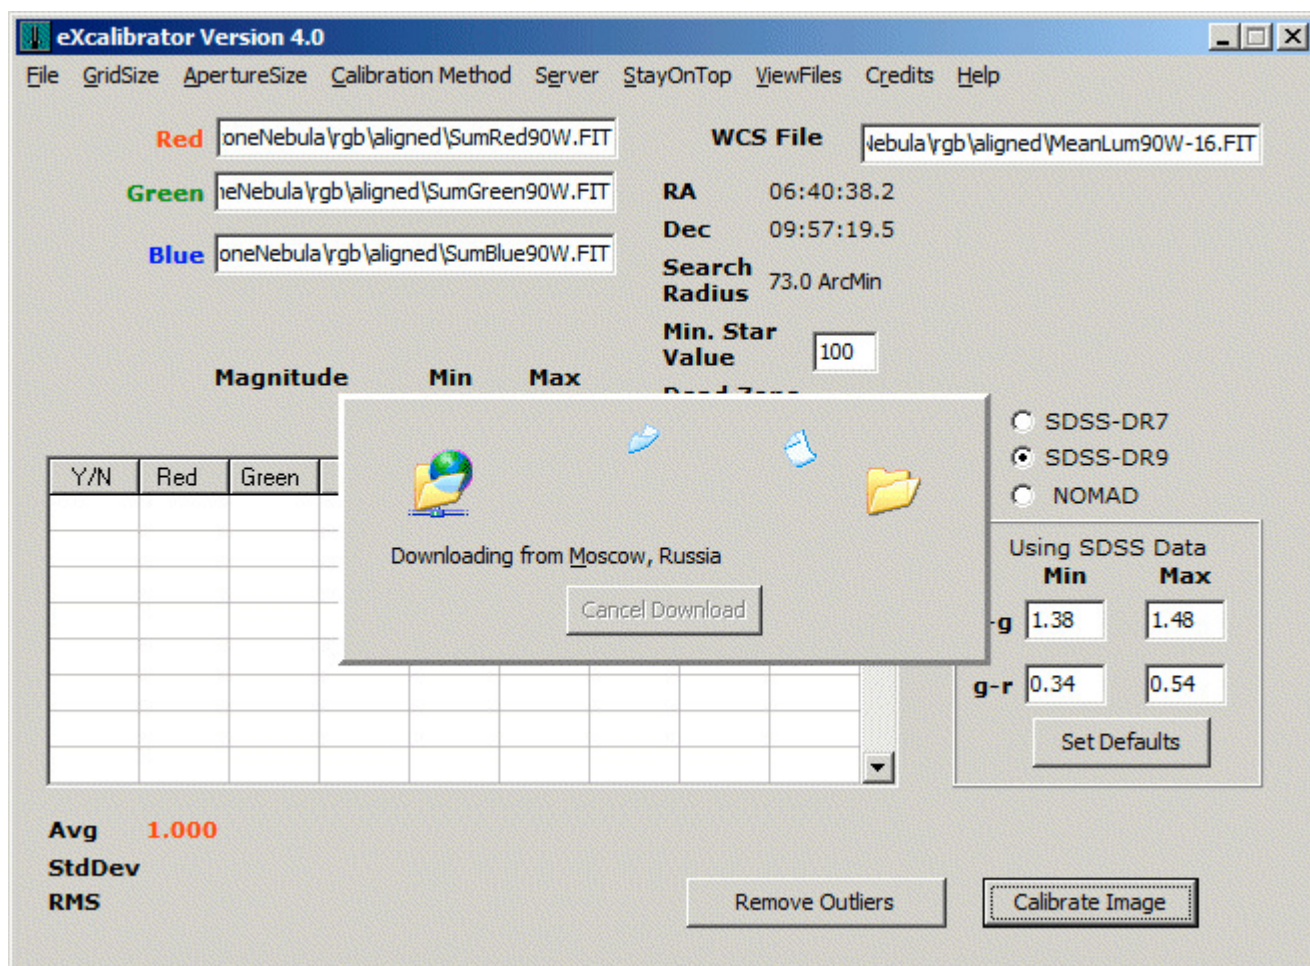 eXcalibrator Version 4.0
File GridSize ApertureSize Calibration Method Server StayOnTop ViewFiles Credits Help
Red oneNebula\rgb\aligned\SumRed90W.FIT
WCS File Nebula\rgb\aligned\MeanLum90W-16.FIT
Green neNebula\rgb\aligned\SumGreen90W.FIT
RA 06:40:38.2
Dec 09:57:19.5
Blue oneNebula\rgb\aligned\SumBlue90W.FIT
Search
Radius 73.0 ArcMin
Min. Star
Value 100
Magnitude Min Max
SDSS-DR7
SDSS-DR9
NOMAD
Y/N Red Green
Downloading from Moscow, Russia
Cancel Download
Using SDSS Data
Min Max
-g 1.38 1.48
g-r 0.34 0.54
Set Defaults
Avg 1.000
StdDev
RMS
Remove Outliers Calibrate Image